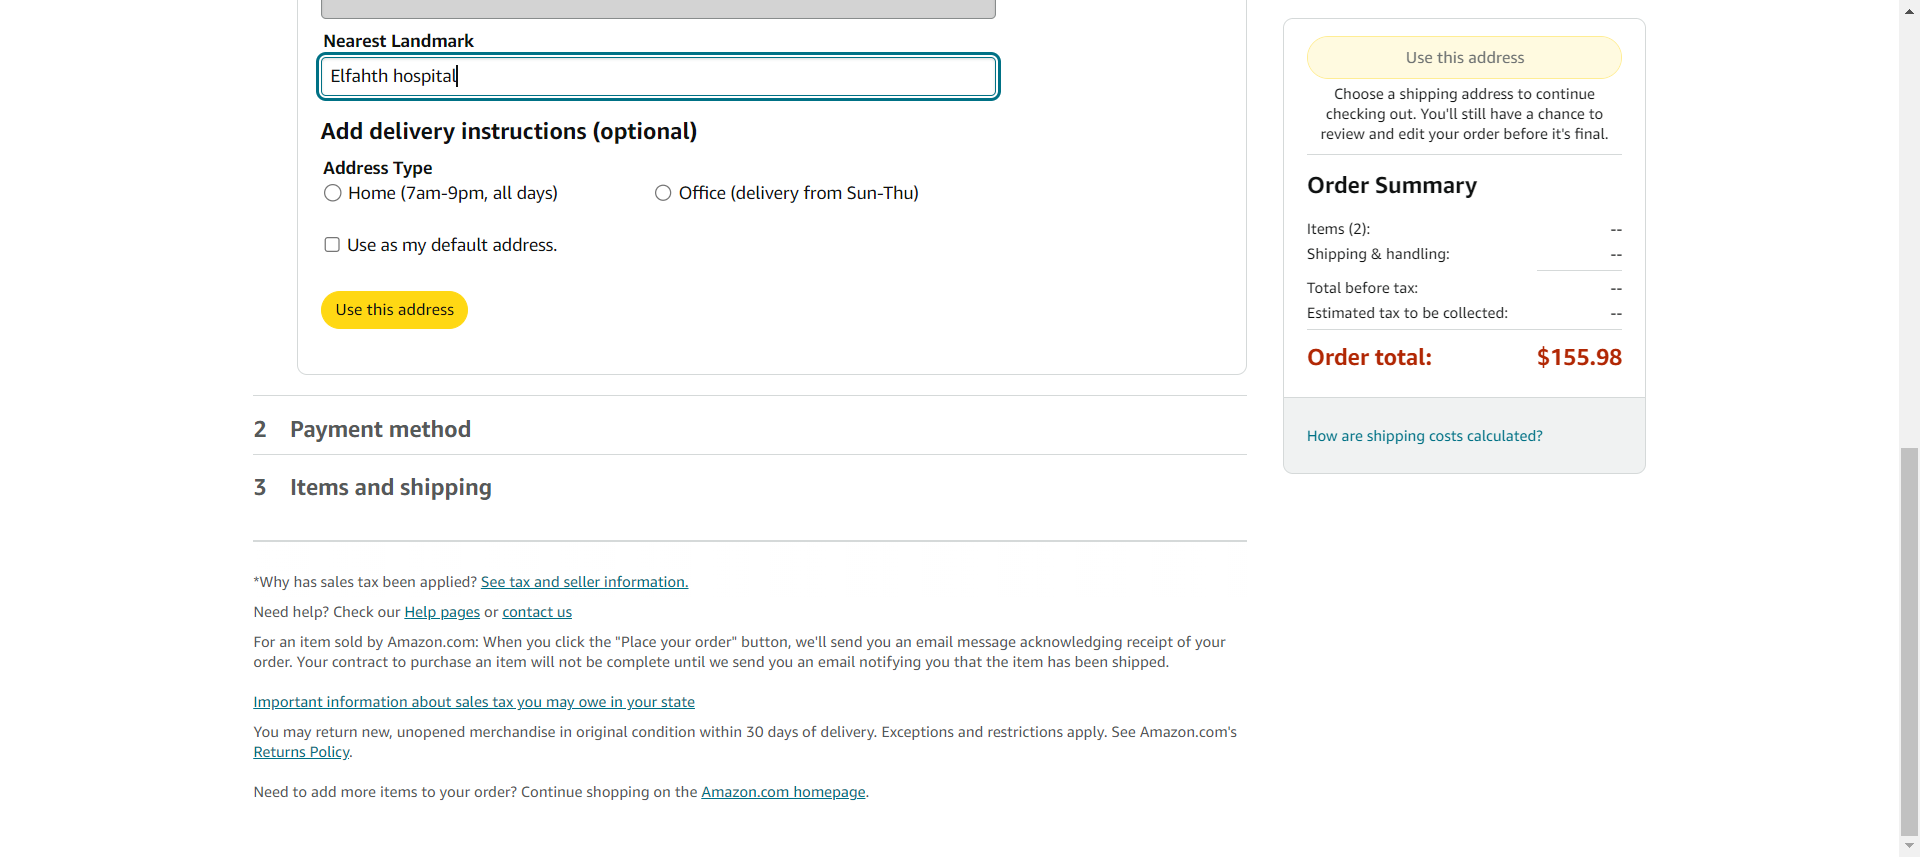 Nearest Landmark
Elfahth hospital
Add delivery instructions (optional)
Address Type
Home (7am-9pm, all days)
Office (delivery from Sun-Thu)
Use as my default address.
Use this address
2 Payment method
3 Items and shipping
*Why has sales tax been applied? See tax and seller information.
Need help? Check our Help pages or contact us
For an item sold by Amazon.com: When you click the "Place your order" button, we'll send you an email message acknowledging receipt of your
order. Your contract to purchase an item will not be complete until we send you an email notifying you that the item has been shipped.
Important information about sales tax you may owe in your state
You may return new, unopened merchandise in original condition within 30 days of delivery. Exceptions and restrictions apply. See Amazon.com's
Returns Policy.
Need to add more items to your order? Continue shopping on the Amazon.com homepage.
Use this address
Choose a shipping address to continue
checking out. You'll still have a chance to
review and edit your order before it's final.
Order Summary
Items (2): --
Shipping & handling: --
Total before tax: --
Estimated tax to be collected: --
Order total: $155.98
How are shipping costs calculated?